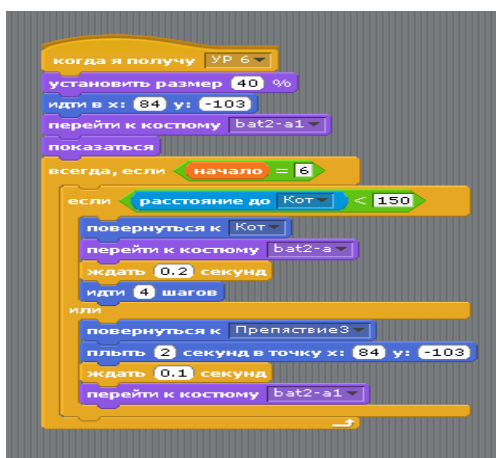 когда я получу УР 6
установить размер 40 %
идти в x: 84 y: -103
перейти к костюму bat2-a1
показаться
всегда, если начало = 6
если расстояние до Кот < 150
повернуться к Кот
перейти к костюму bat2-a
ждать 0.2 секунд
идти 4 шагов
или
повернуться к Препяствие3
плыть 2 секунд в точку x: 84 y: -103
ждать 0.1 секунд
перейти к костюму bat2-a1